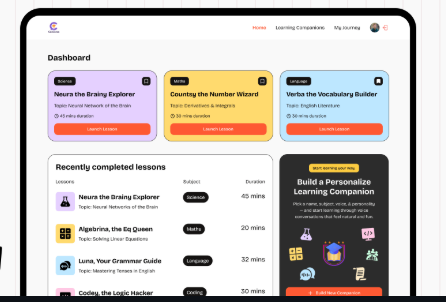 Home Learning Companions My Journey
Dashboard
Science
Neura the Brainy Explorer
Topic: Neural Network of the Brain
45 mins duration
Launch Lesson
Maths
Countsy the Number Wizard
Topic: Derivatives & Integrals
30 mins duration
Launch Lesson
Language
Verba the Vocabulary Builder
Topic: English Literature
30 mins duration
Launch Lesson
Recently completed lessons
Lessons Subject Duration
Neura the Brainy Explorer Science 45 mins
Topic: Neural Networks of the Brain
Algebrina, the Eq Queen Maths 20 mins
Topic: Solving Linear Equations
Luna, Your Grammar Guide Language 32 mins
Topic: Mastering Tenses in English
Codey, the Logic Hacker Coding 30 mins
Start learning your way.
Build a Personalize
Learning Companion
Pick a name, subject, voice, & personality
— and start learning through voice
conversations that feel natural and fun.
+ Build New Companion